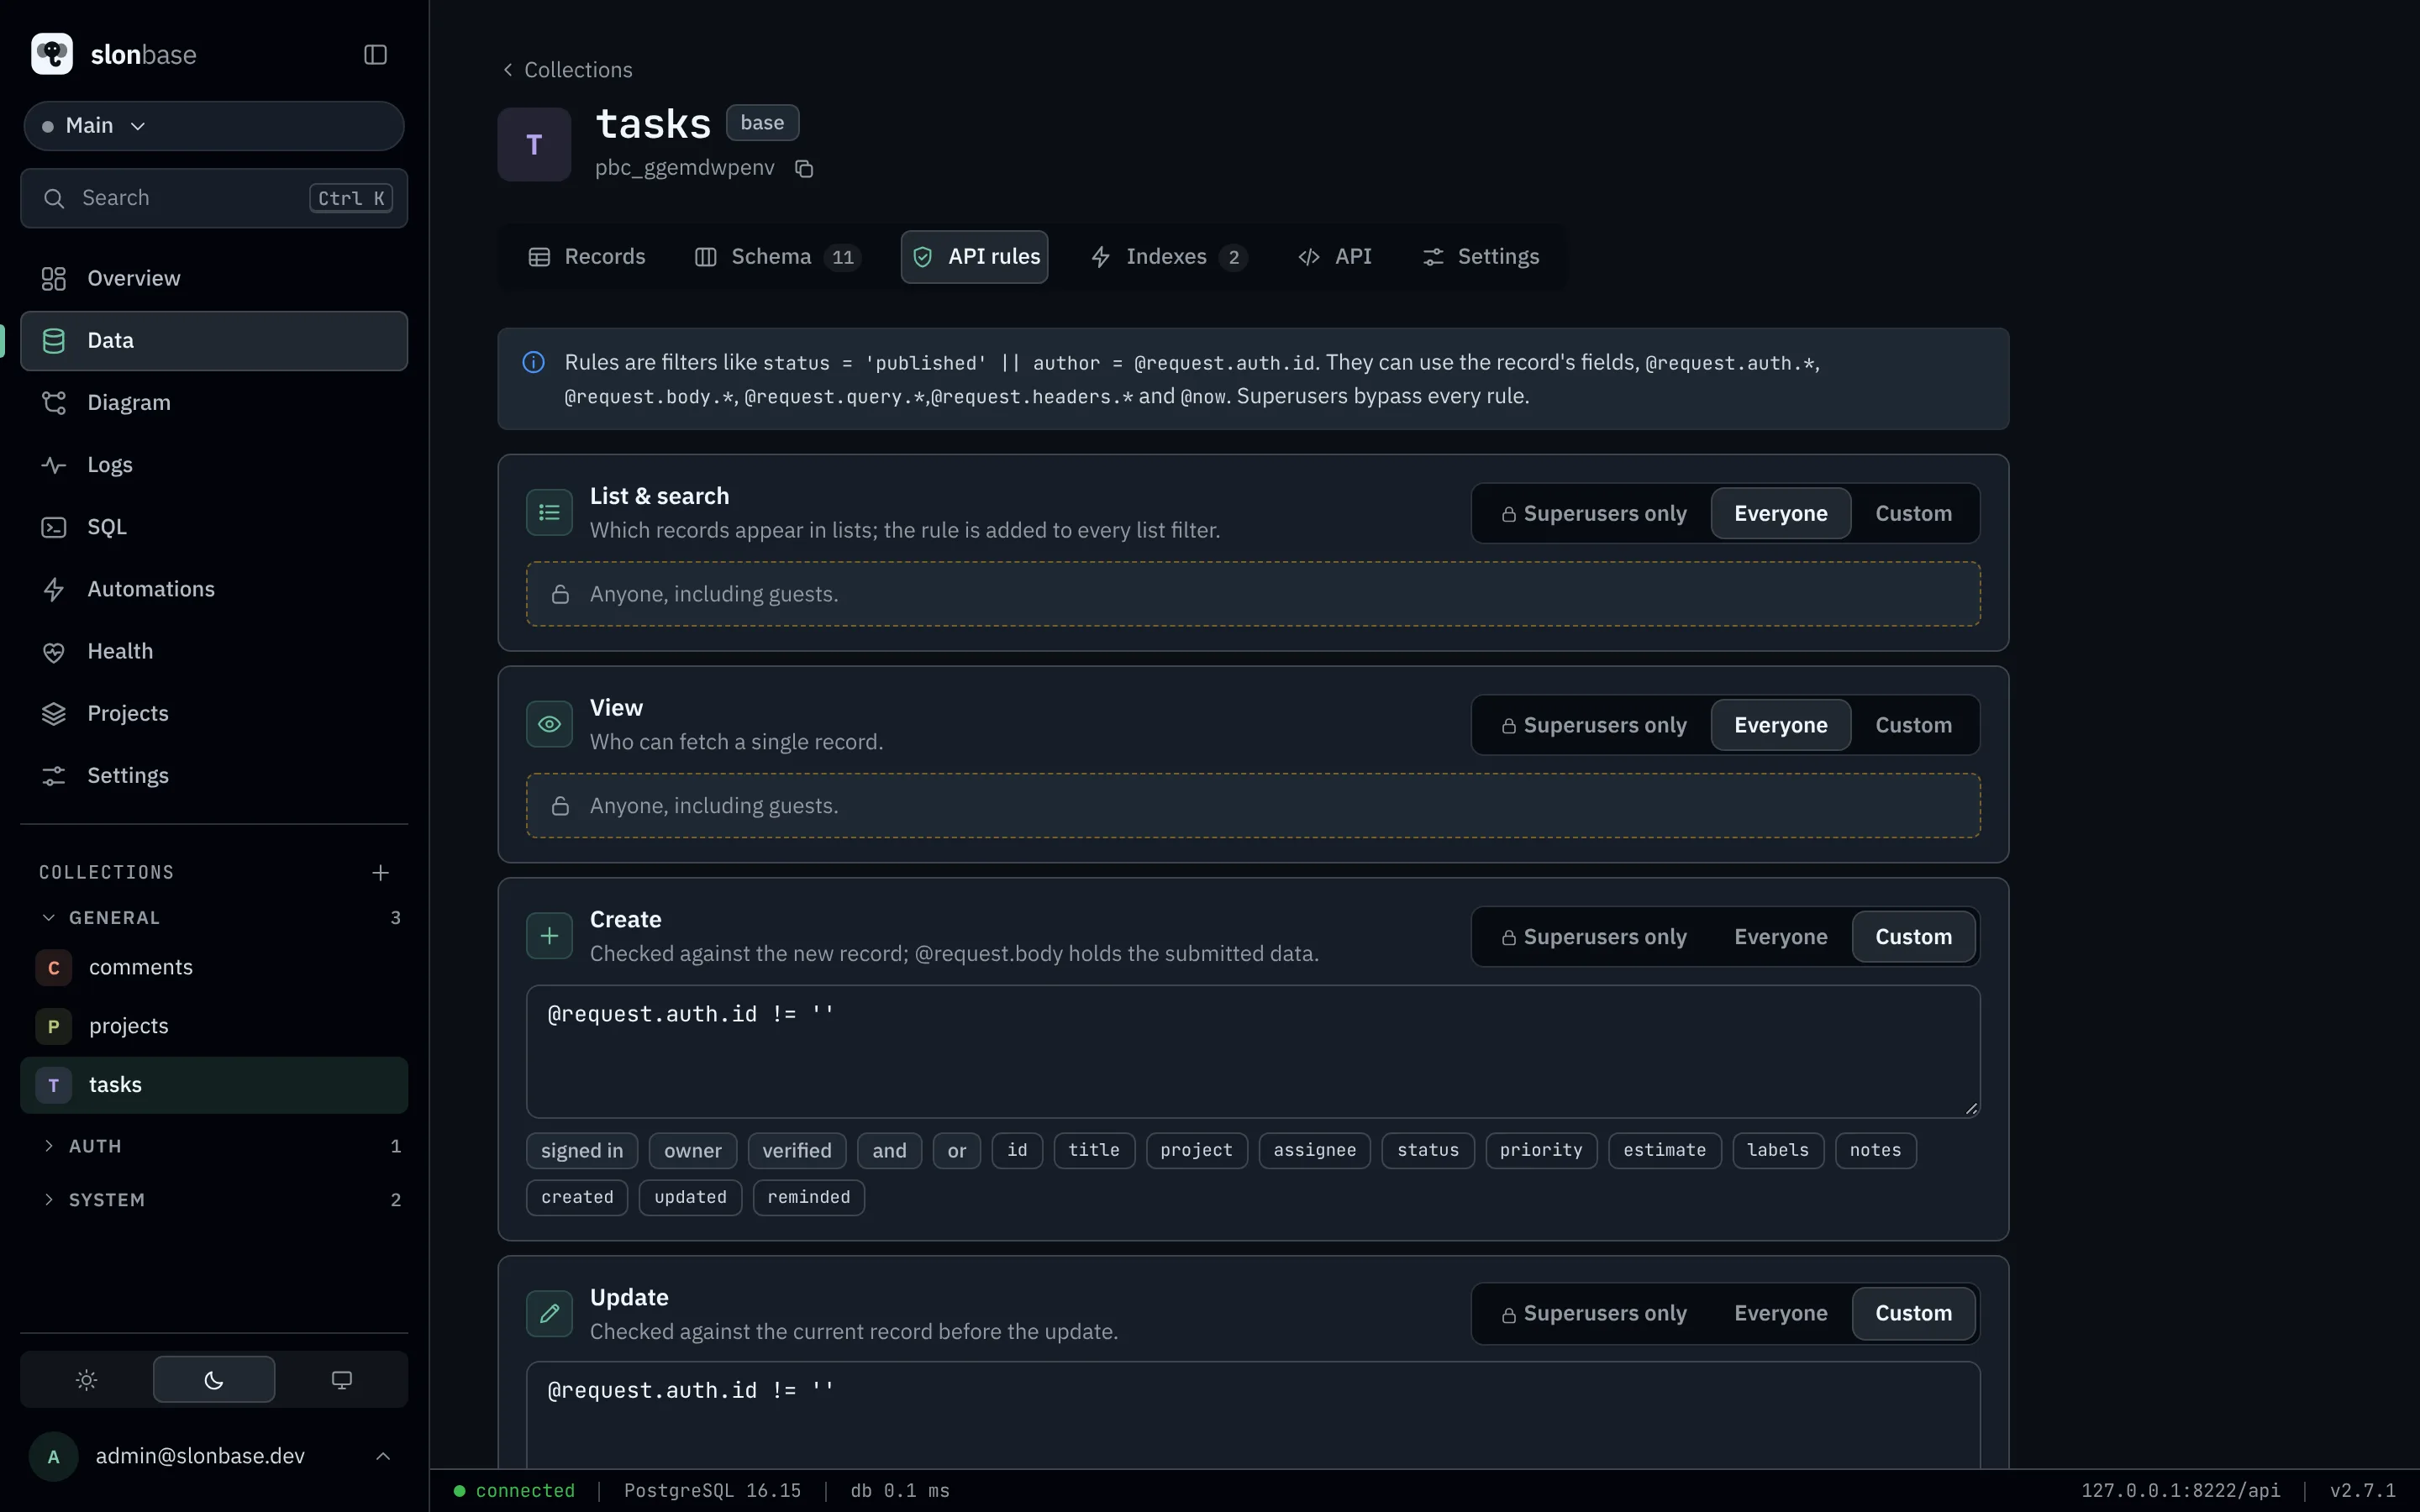 slonbase
Main
Search Ctrl K
Overview
Data
Diagram
Logs
SQL
Automations
Health
Projects
Settings
COLLECTIONS
GENERAL 3
C comments
P projects
T tasks
AUTH 1
SYSTEM 2
A admin@slonbase.dev
Collections
T
tasks base
pbc_ggemdwpenv
Records Schema 11 API rules Indexes 2 API Settings
Rules are filters like status = 'published' || author = @request.auth.id. They can use the record's fields, @request.auth.*,
@request.body.*, @request.query.*,@request.headers.* and @now. Superusers bypass every rule.
List & search
Which records appear in lists; the rule is added to every list filter.
Superusers only Everyone Custom
Anyone, including guests.
View
Who can fetch a single record.
Superusers only Everyone Custom
Anyone, including guests.
Create
Checked against the new record; @request.body holds the submitted data.
Superusers only Everyone Custom
@request.auth.id != ''
signed in owner verified and or id title project assignee status priority estimate labels notes
created updated reminded
Update
Checked against the current record before the update.
Superusers only Everyone Custom
@request.auth.id != ''
connected | PostgreSQL 16.15 | db 0.1 ms
127.0.0.1:8222/api | v2.7.1